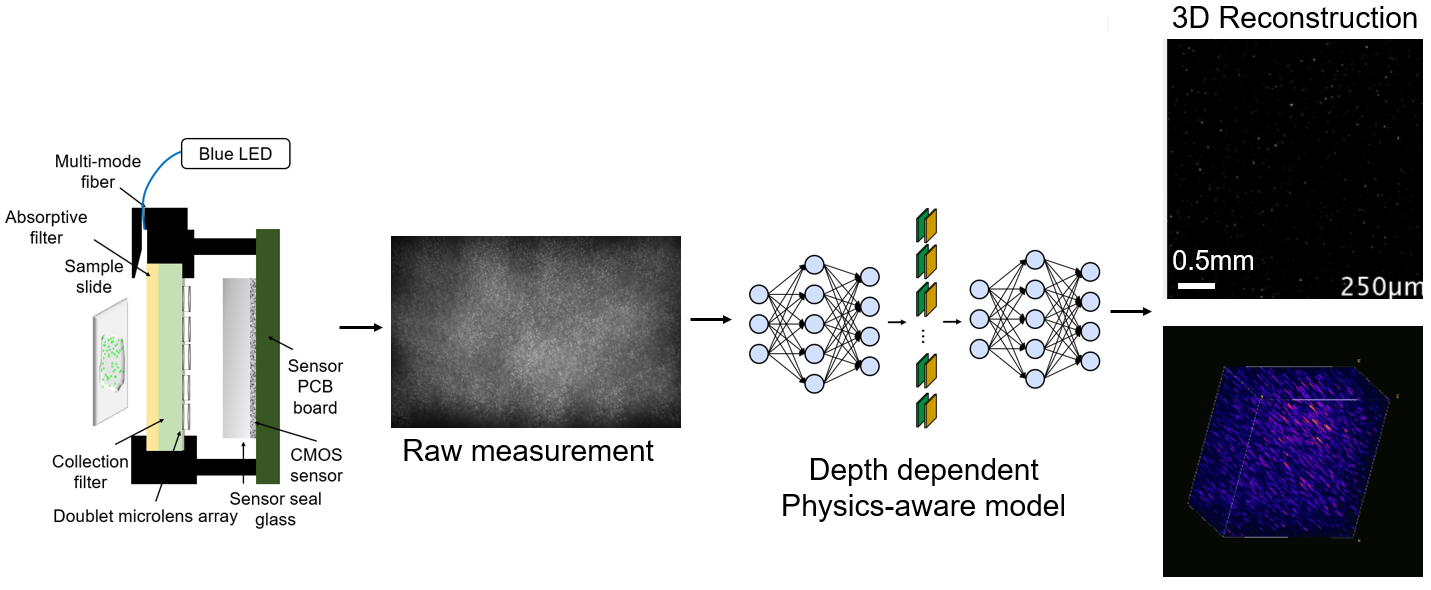 3D Reconstruction
Blue LED
Multi-mode
fiber
Absorptive
filter
Sample
slide
Sensor
PCB
board
CMOS
sensor
Collection
filter
Sensor seal
glass
Doublet microlens array
Raw measurement
Depth dependent
Physics-aware model
0.5mm
250µm